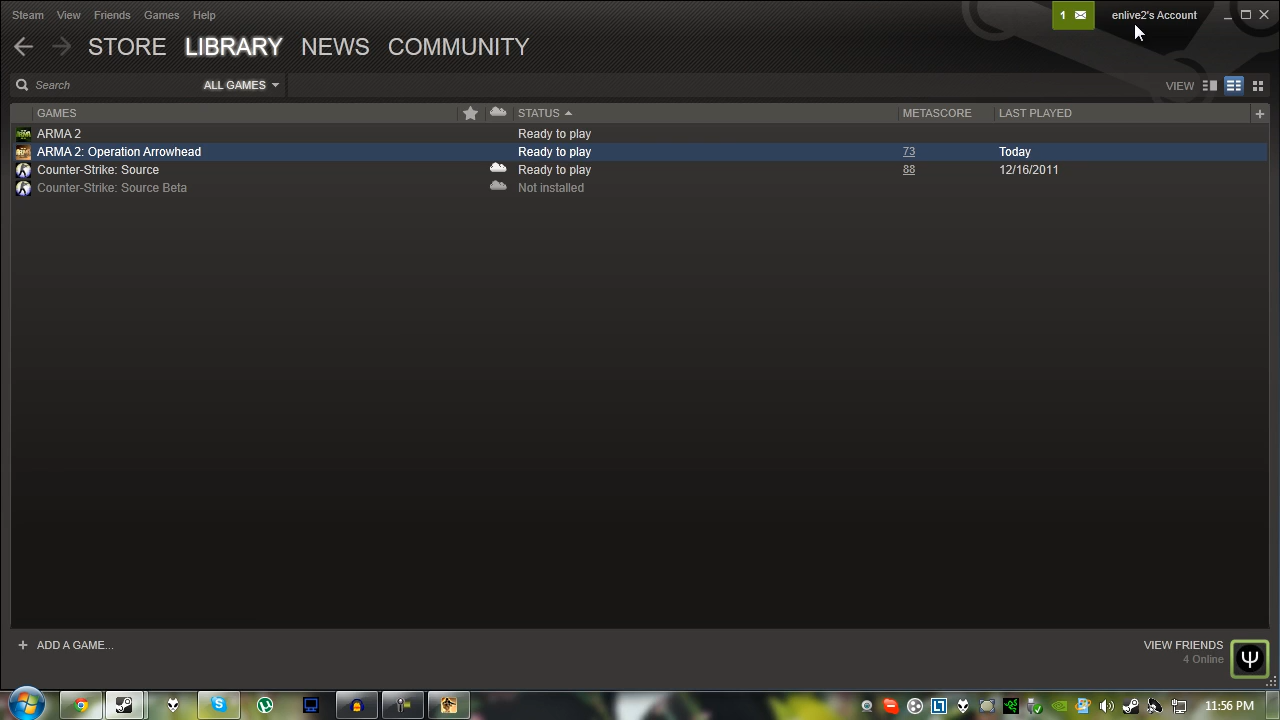 Steam View Friends Games Help
1 enlive2's Account
STORE LIBRARY NEWS COMMUNITY
Search ALL GAMES VIEW
GAMES STATUS METASCORE LAST PLAYED +
ARMA 2 Ready to play
ARMA 2: Operation Arrowhead Ready to play 73 Today
Counter-Strike: Source Ready to play 88 12/16/2011
Counter-Strike: Source Beta Not installed
+ ADD A GAME...
VIEW FRIENDS
4 Online
11:56 PM